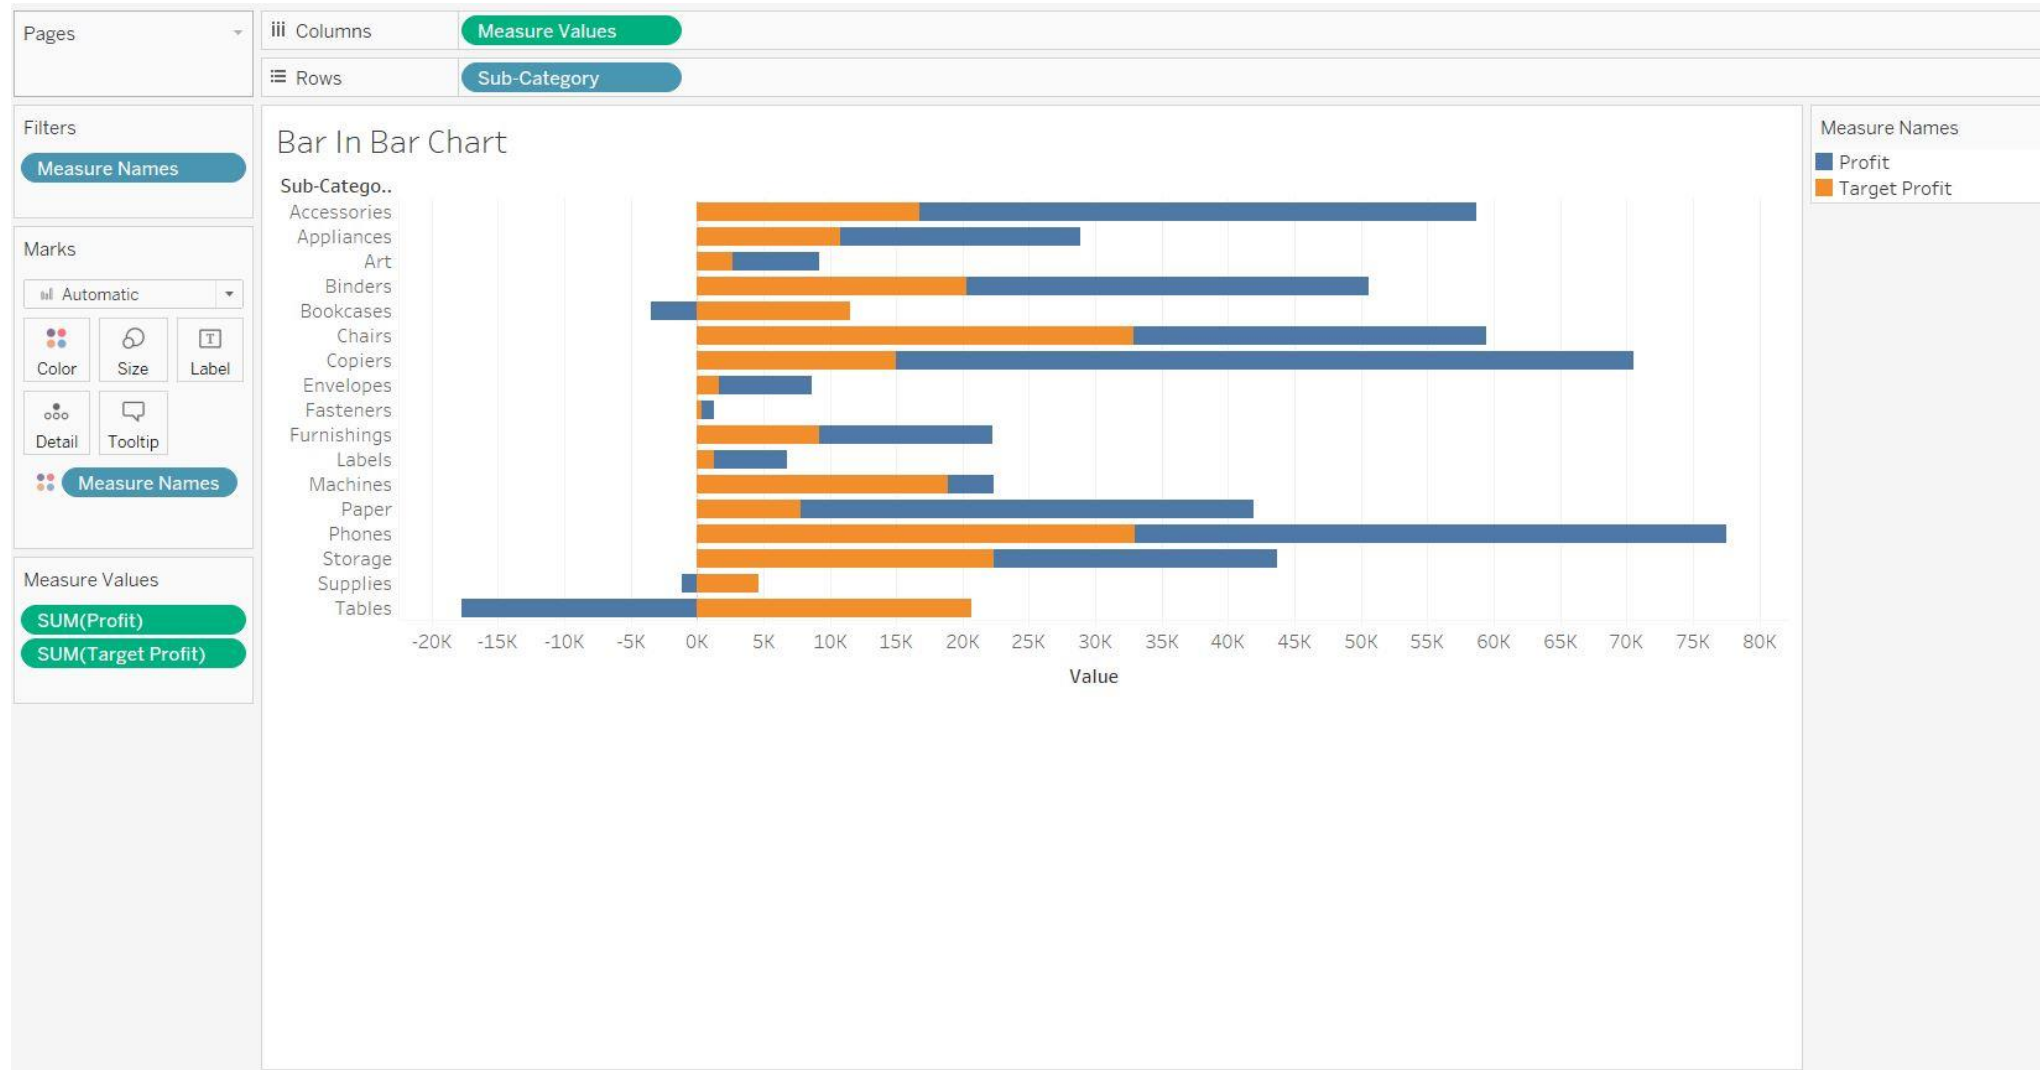 Pages
Columns
Measure Values
Rows
Sub-Category
Filters
Measure Names
Marks
Automatic
Color
Size
T
Label
Detail
Tooltip
Measure Names
Measure Values
SUM(Profit)
SUM(Target Profit)
Bar In Bar Chart
Sub-Catego..
Accessories
Appliances
Art
Binders
Bookcases
Chairs
Copiers
Envelopes
Fasteners
Furnishings
Labels
Machines
Paper
Phones
Storage
Supplies
Tables
-20K -15K -10K -5K 0K 5K 10K 15K 20K 25K 30K 35K 40K 45K 50K 55K 60K 65K 70K 75K 80K
Value
Measure Names
Profit
Target Profit